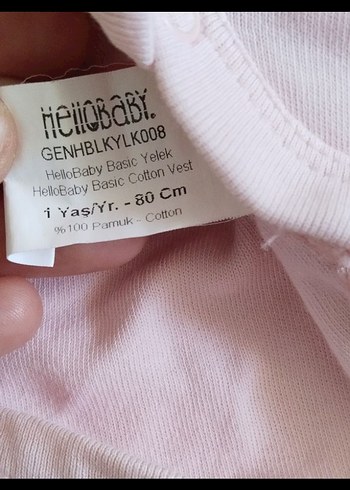 HelloBaby.
GENHBLKYLK008
HelloBaby Basic Yelek
HelloBaby Basic Cotton Vest
1 Yaş/Yr. - 80 Cm
%100 Pamuk - Cotton